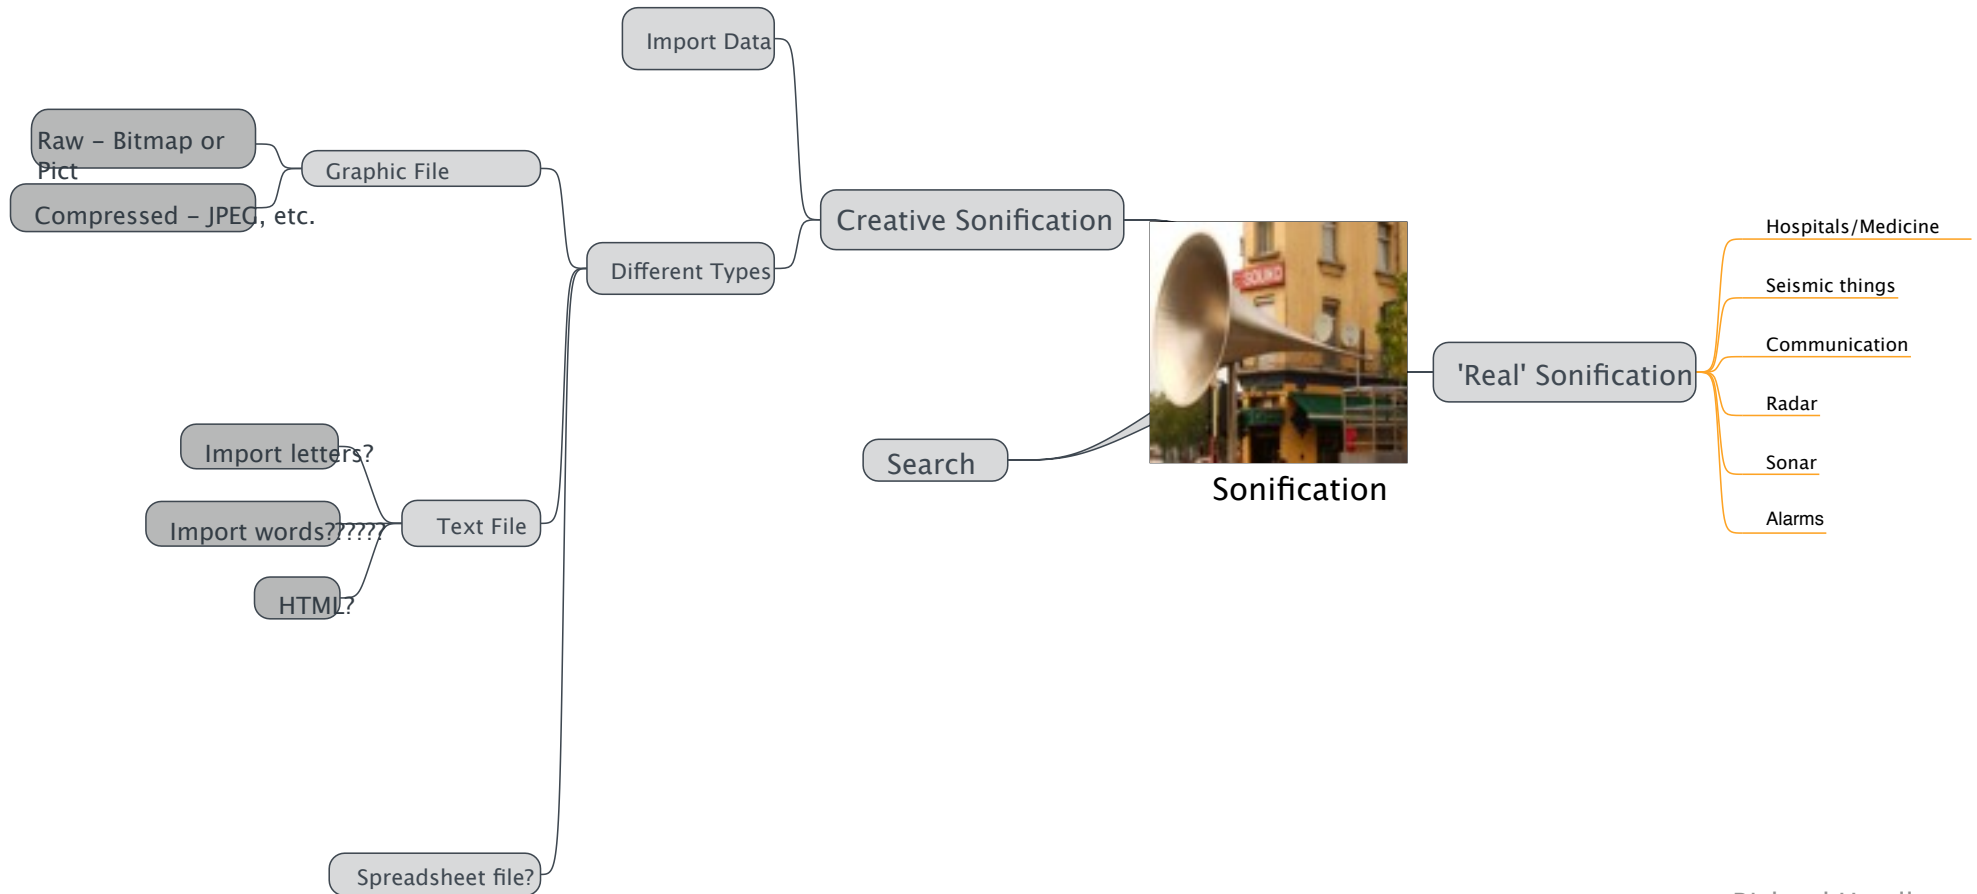 Import Data
Raw – Bitmap or
Pict
Graphic File
Compressed – JPEG, etc.
Creative Sonification
Different Types
Hospitals/Medicine
Seismic things
Communication
'Real' Sonification
Radar
Sonar
Alarms
Import letters?
Search
Sonification
Import words??????
Text File
HTML?
Spreadsheet file?